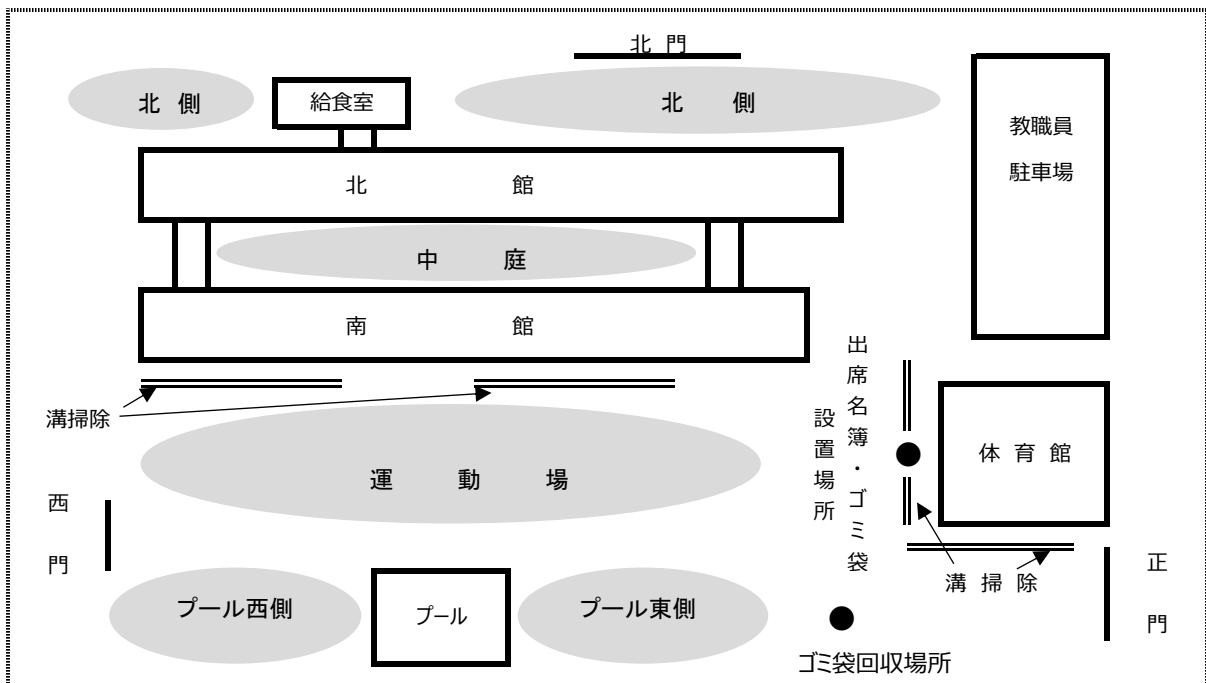 北 門
北 側
給食室
北 側
教職員
駐車場
北 館
中 庭
南 館
溝掃除
出席名簿・ゴミ袋
設置場所
体 育 館
運 動 場
西 門
溝 掃 除
正 門
プール西側
プール
プール東側
ゴミ袋回収場所